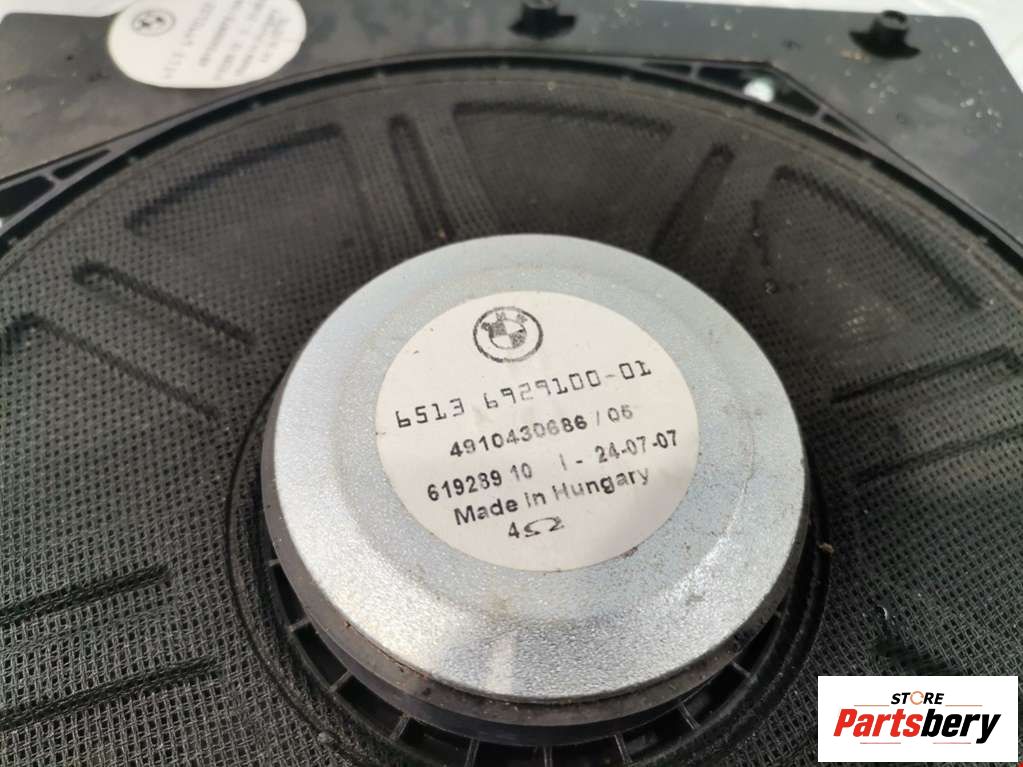 6513 6929100-01
4910430686 / 06
619289 10 I - 24-07-07
Made in Hungary
4Ω
STORE
Partsbery